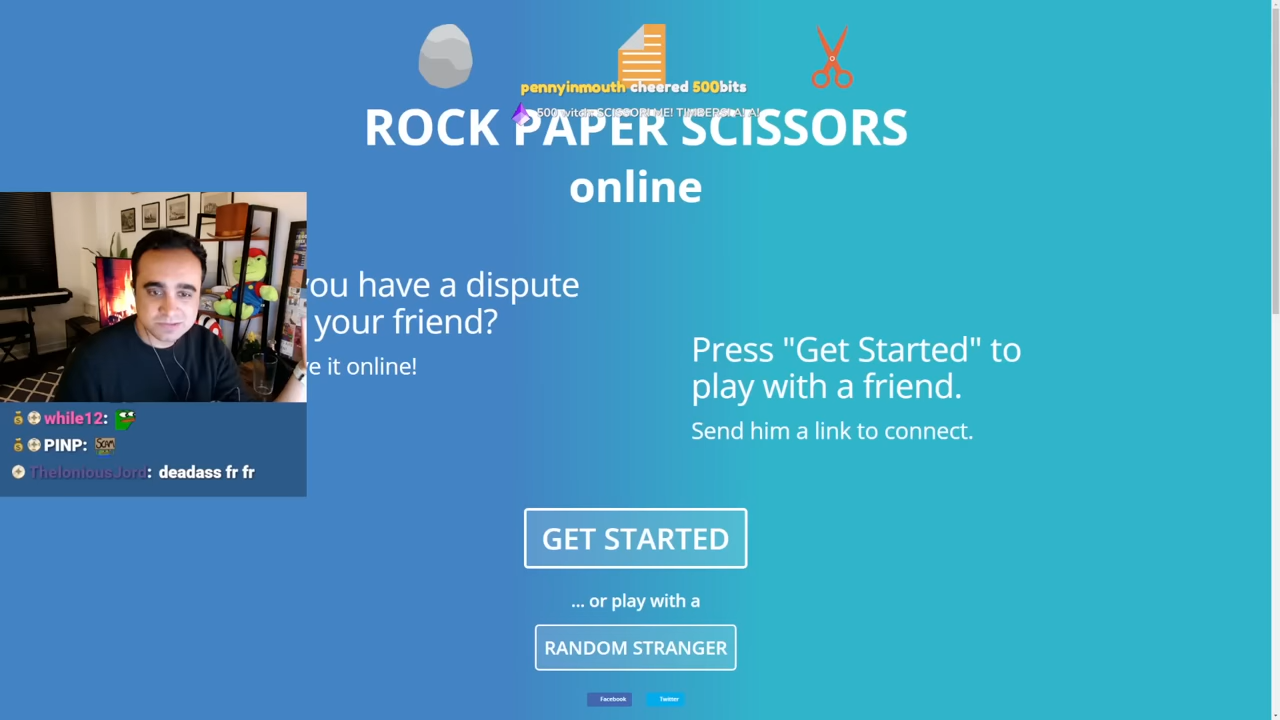 pennyinmouth cheered 500bits
ROCK PAPER SCISSORS
online
you have a dispute
your friend?
it online!
Press "Get Started" to
play with a friend.
Send him a link to connect.
while12:
PINP:
TheloniousJord: deadass fr fr
GET STARTED
... or play with a
RANDOM STRANGER
Facebook
Twitter